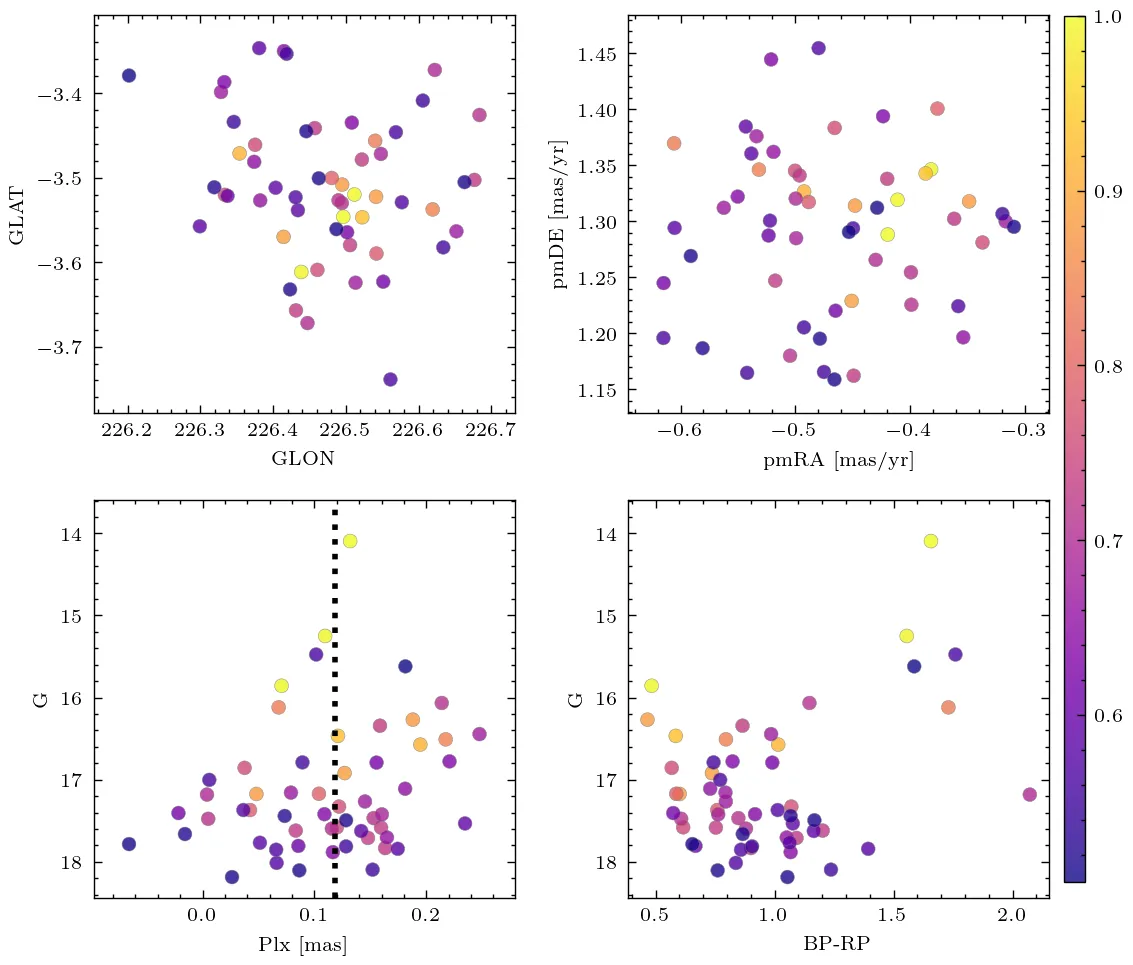 −3.4
−3.5
−3.6
−3.7
GLAT
226.2 226.3 226.4 226.5 226.6 226.7
GLON
1.45
1.40
1.35
1.30
1.25
1.20
1.15
pmDE [mas/yr]
−0.6 −0.5 −0.4 −0.3
pmRA [mas/yr]
14
15
16
17
18
G
0.0 0.1 0.2
Plx [mas]
14
15
16
17
18
G
0.5 1.0 1.5 2.0
BP-RP
1.0
0.9
0.8
0.7
0.6